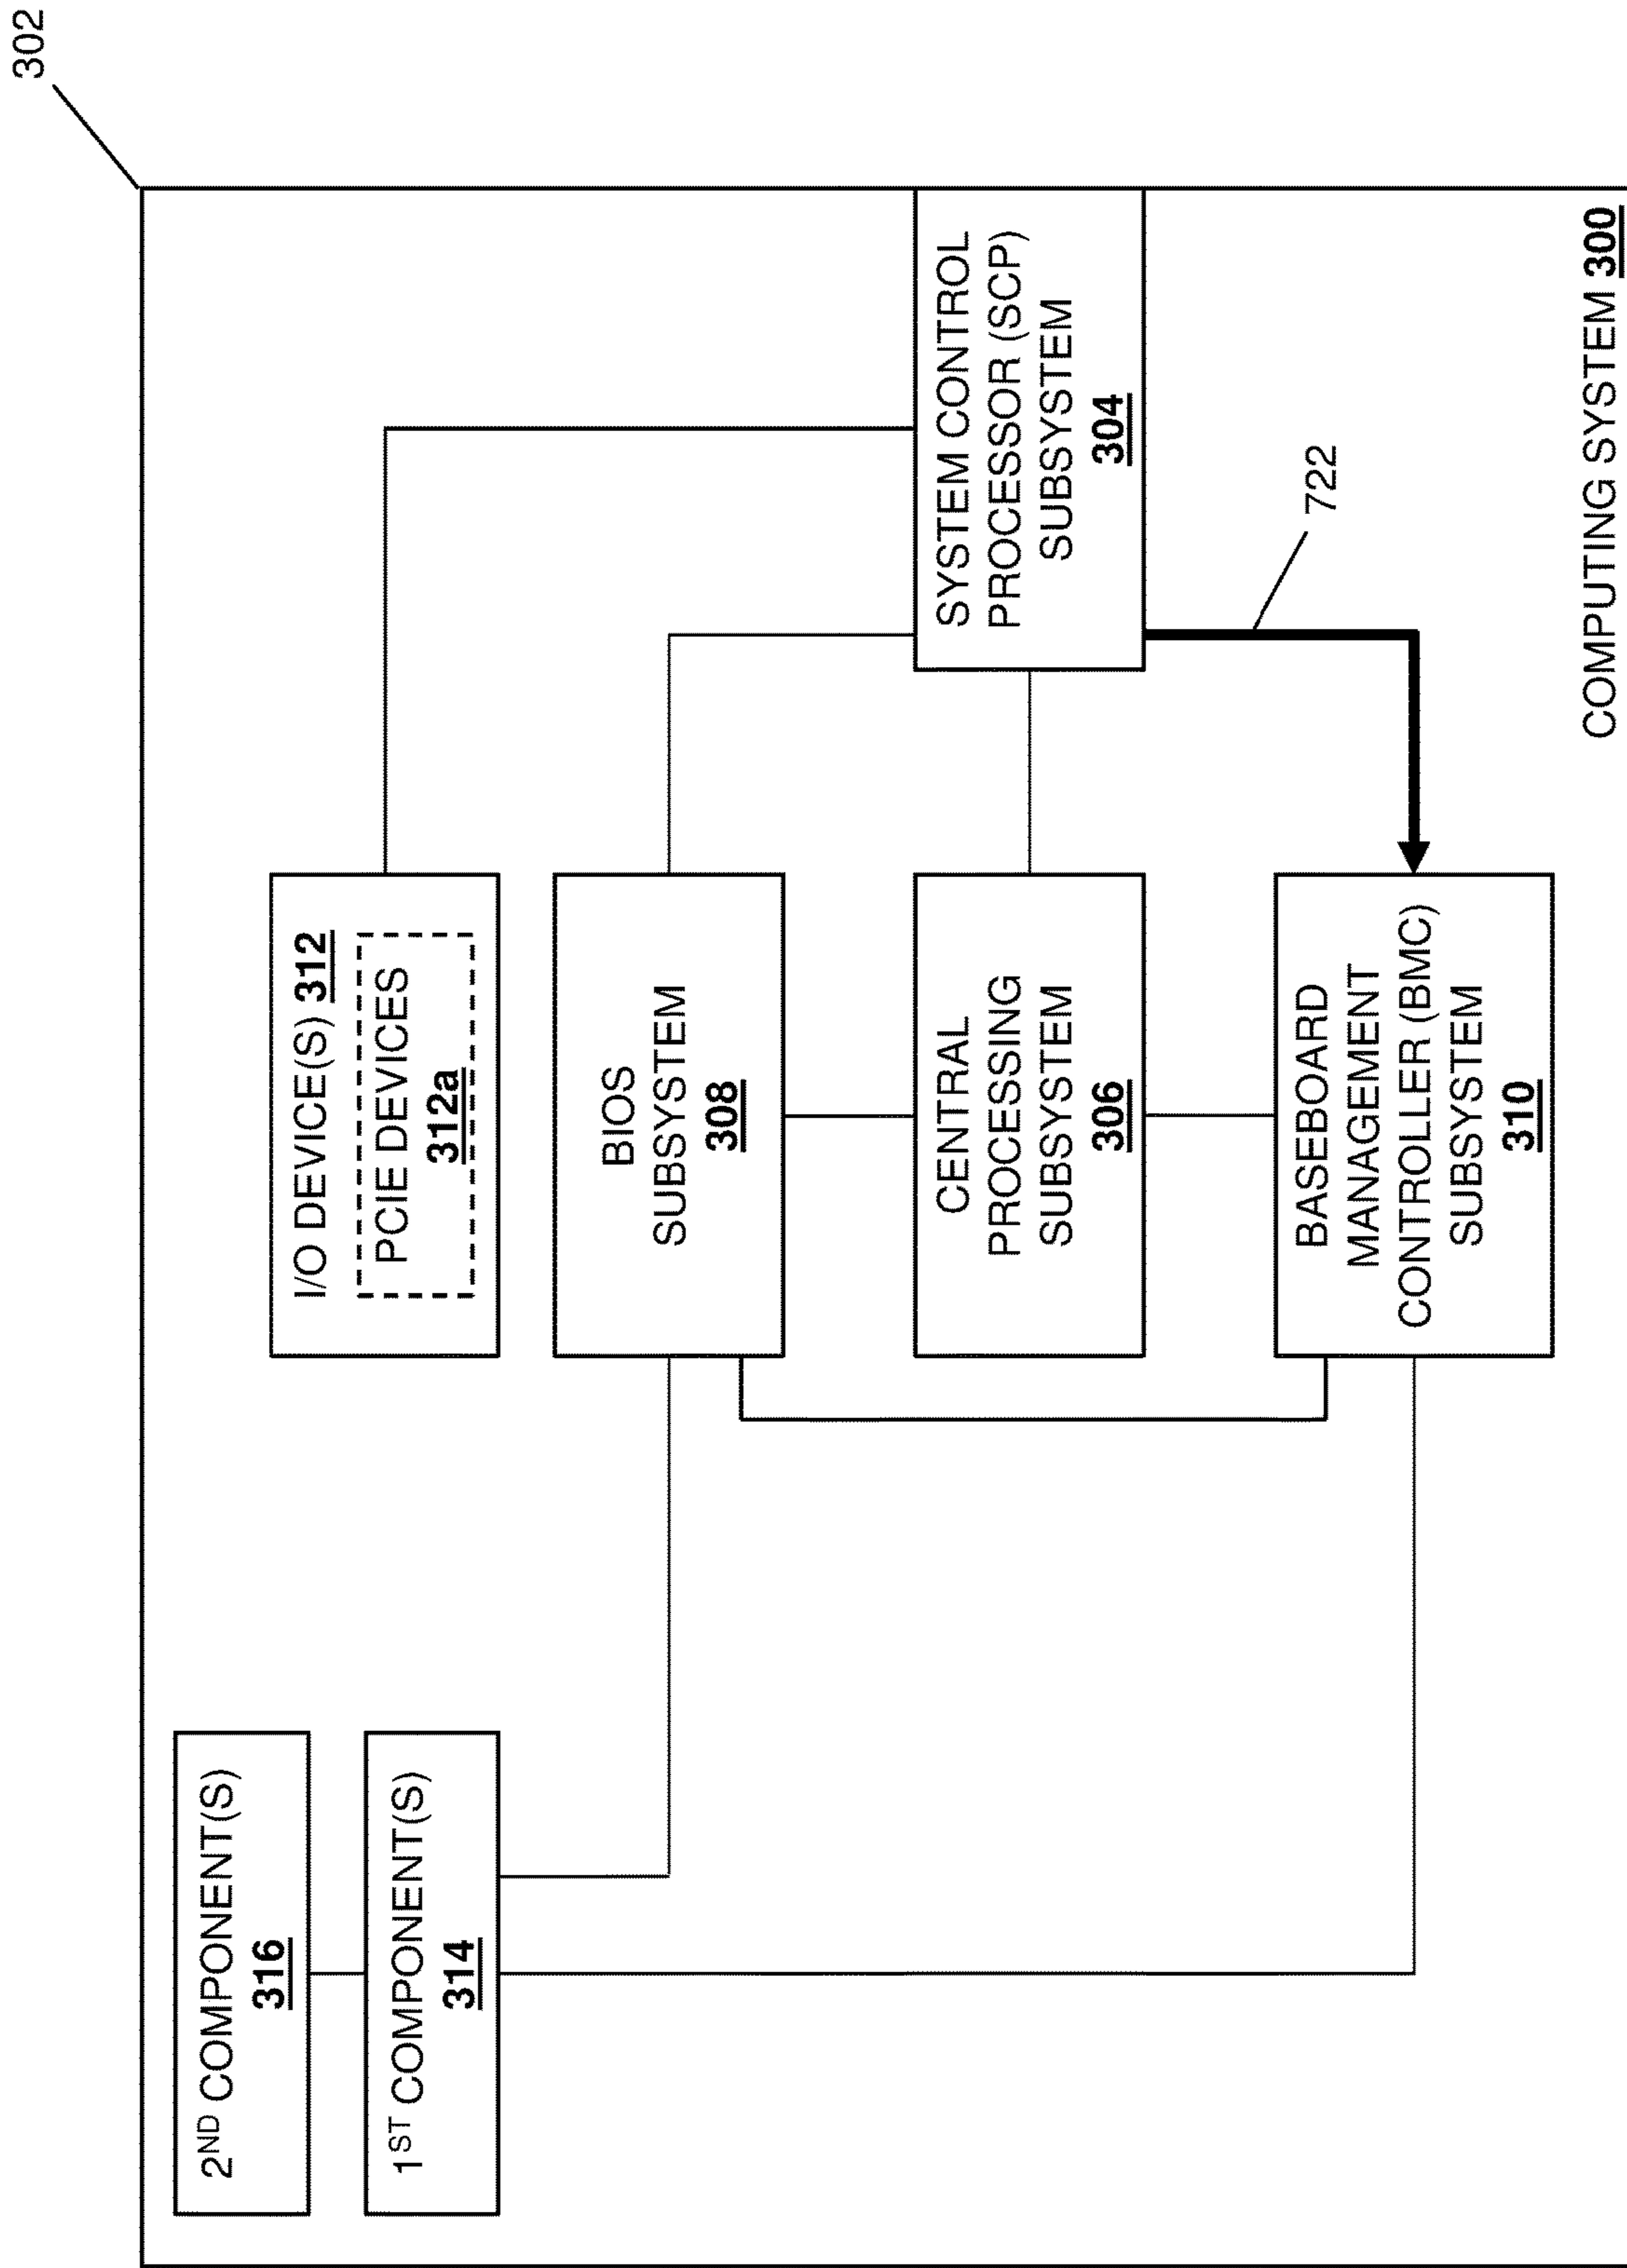 302
2ND COMPONENT(S)
316
1ST COMPONENT(S)
314
I/O DEVICE(S) 312
PCIE DEVICES
312a
BIOS
SUBSYSTEM
308
CENTRAL
PROCESSING
SUBSYSTEM
306
BASEBOARD
MANAGEMENT
CONTROLLER (BMC)
SUBSYSTEM
310
SYSTEM CONTROL
PROCESSOR (SCP)
SUBSYSTEM
304
722
COMPUTING SYSTEM 300